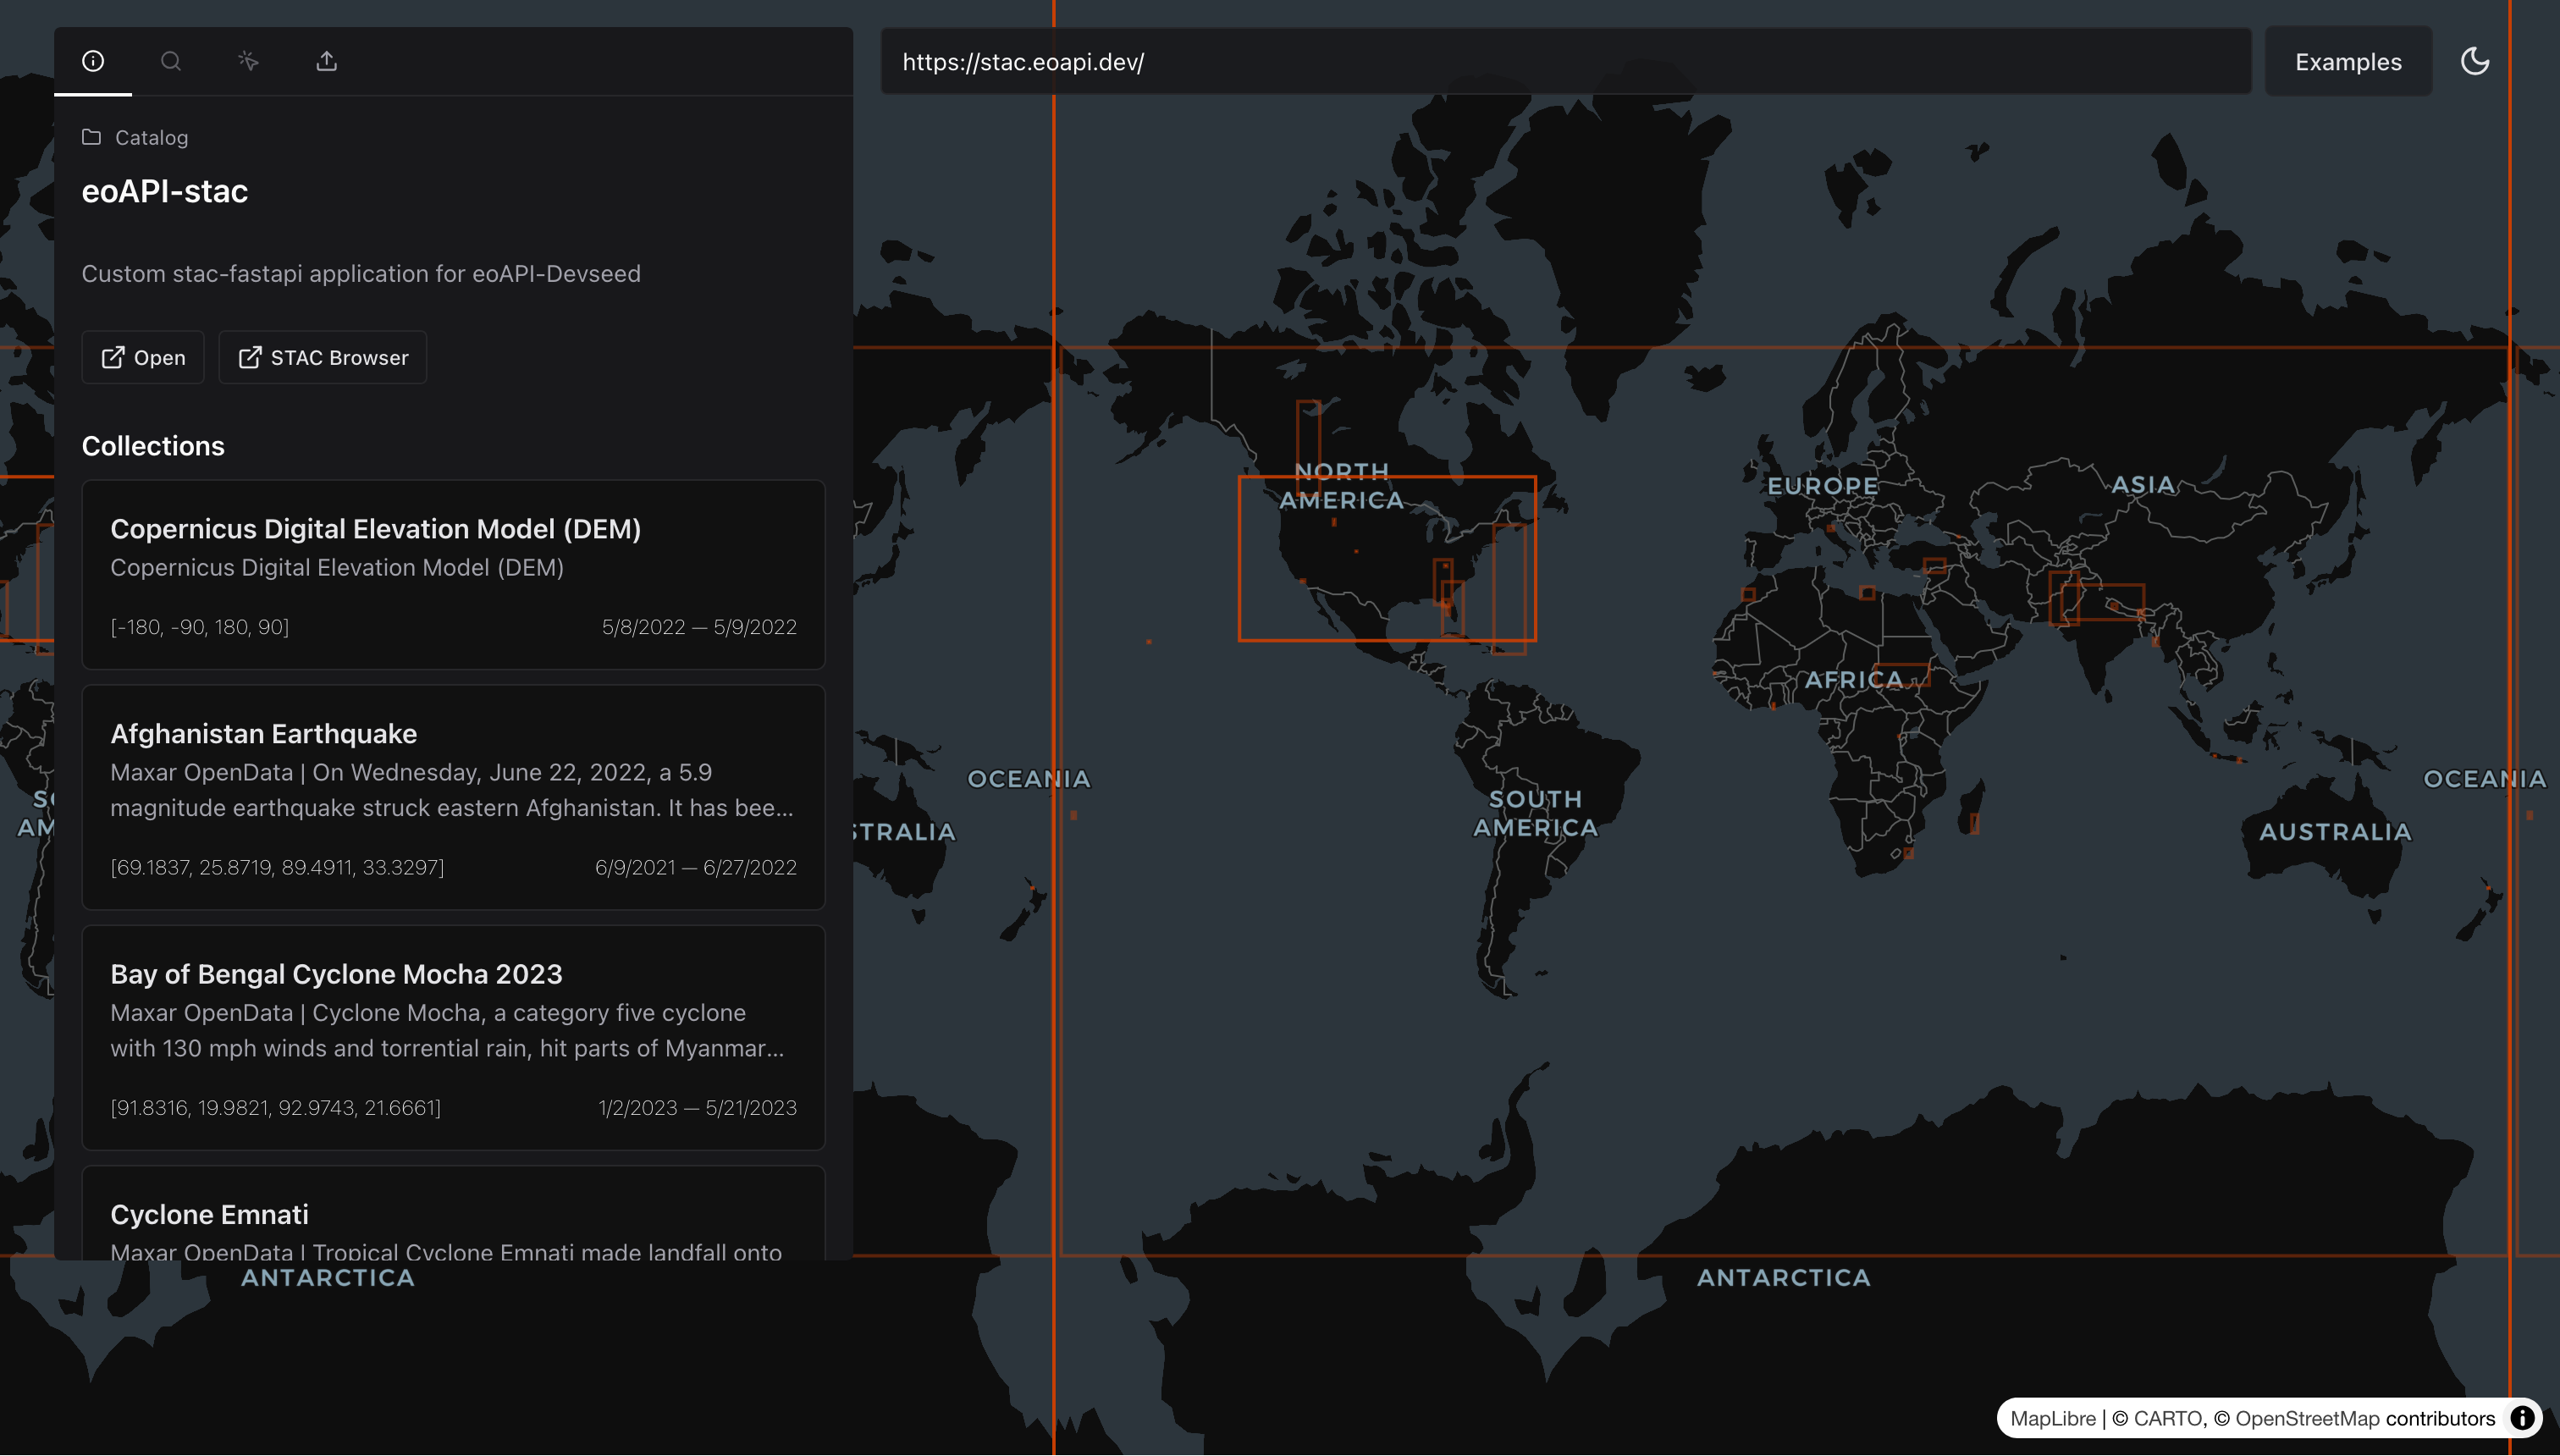 https://stac.eoapi.dev/
Examples
Catalog
eoAPI-stac
Custom stac-fastapi application for eoAPI-Devseed
Open
STAC Browser
Collections
Copernicus Digital Elevation Model (DEM)
Copernicus Digital Elevation Model (DEM)
[-180, -90, 180, 90]
5/8/2022 — 5/9/2022
Afghanistan Earthquake
Maxar OpenData | On Wednesday, June 22, 2022, a 5.9
magnitude earthquake struck eastern Afghanistan. It has bee...
[69.1837, 25.8719, 89.4911, 33.3297]
6/9/2021 — 6/27/2022
Bay of Bengal Cyclone Mocha 2023
Maxar OpenData | Cyclone Mocha, a category five cyclone
with 130 mph winds and torrential rain, hit parts of Myanmar...
[91.8316, 19.9821, 92.9743, 21.6661]
1/2/2023 — 5/21/2023
Cyclone Emnati
Maxar OpenData | Tropical Cyclone Emnati made landfall onto
NORTH
AMERICA
EUROPE
ASIA
AFRICA
OCEANIA
SOUTH
AMERICA
STRALIA
AUSTRALIA
OCEANIA
SO
AM
ANTARCTICA
ANTARCTICA
MapLibre | © CARTO, © OpenStreetMap contributors